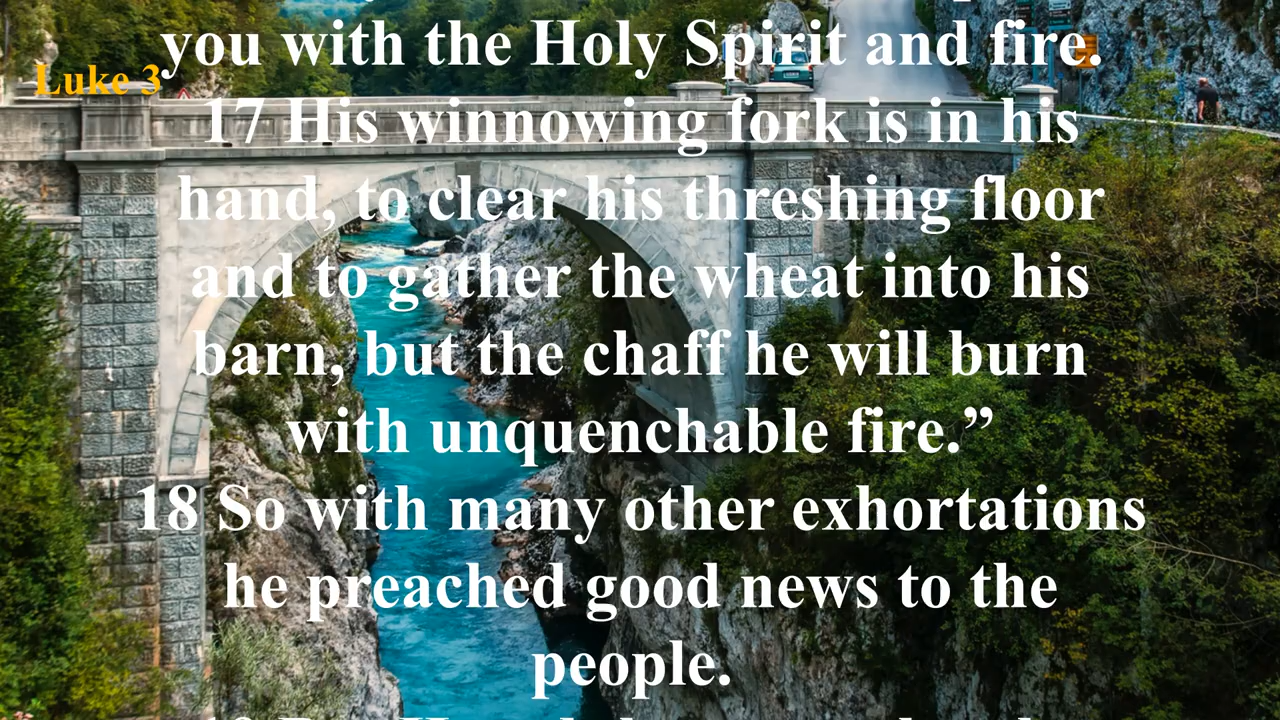 you with the Holy Spirit and fire.
Luke 3
17 His winnowing fork is in his
hand, to clear his threshing floor
and to gather the wheat into his
barn, but the chaff he will burn
with unquenchable fire.”
18 So with many other exhortations
he preached good news to the
people.